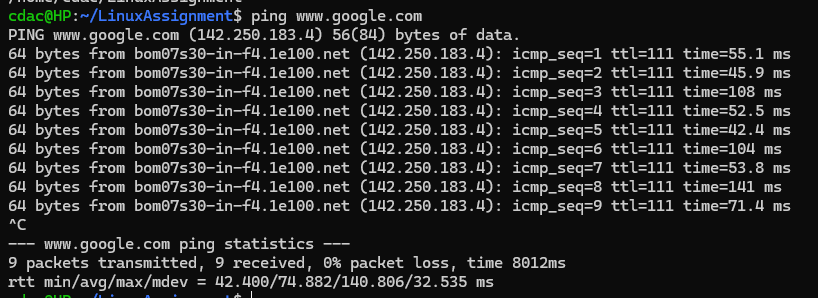 /home/cdac/LinuxAssignment
cdac@HP:~/LinuxAssignment$ ping www.google.com
PING www.google.com (142.250.183.4) 56(84) bytes of data.
64 bytes from bom07s30-in-f4.1e100.net (142.250.183.4): icmp_seq=1 ttl=111 time=55.1 ms
64 bytes from bom07s30-in-f4.1e100.net (142.250.183.4): icmp_seq=2 ttl=111 time=45.9 ms
64 bytes from bom07s30-in-f4.1e100.net (142.250.183.4): icmp_seq=3 ttl=111 time=108 ms
64 bytes from bom07s30-in-f4.1e100.net (142.250.183.4): icmp_seq=4 ttl=111 time=52.5 ms
64 bytes from bom07s30-in-f4.1e100.net (142.250.183.4): icmp_seq=5 ttl=111 time=42.4 ms
64 bytes from bom07s30-in-f4.1e100.net (142.250.183.4): icmp_seq=6 ttl=111 time=104 ms
64 bytes from bom07s30-in-f4.1e100.net (142.250.183.4): icmp_seq=7 ttl=111 time=53.8 ms
64 bytes from bom07s30-in-f4.1e100.net (142.250.183.4): icmp_seq=8 ttl=111 time=141 ms
64 bytes from bom07s30-in-f4.1e100.net (142.250.183.4): icmp_seq=9 ttl=111 time=71.4 ms
^C
--- www.google.com ping statistics ---
9 packets transmitted, 9 received, 0% packet loss, time 8012ms
rtt min/avg/max/mdev = 42.400/74.882/140.806/32.535 ms
cdac@HP:~/LinuxAssignment$